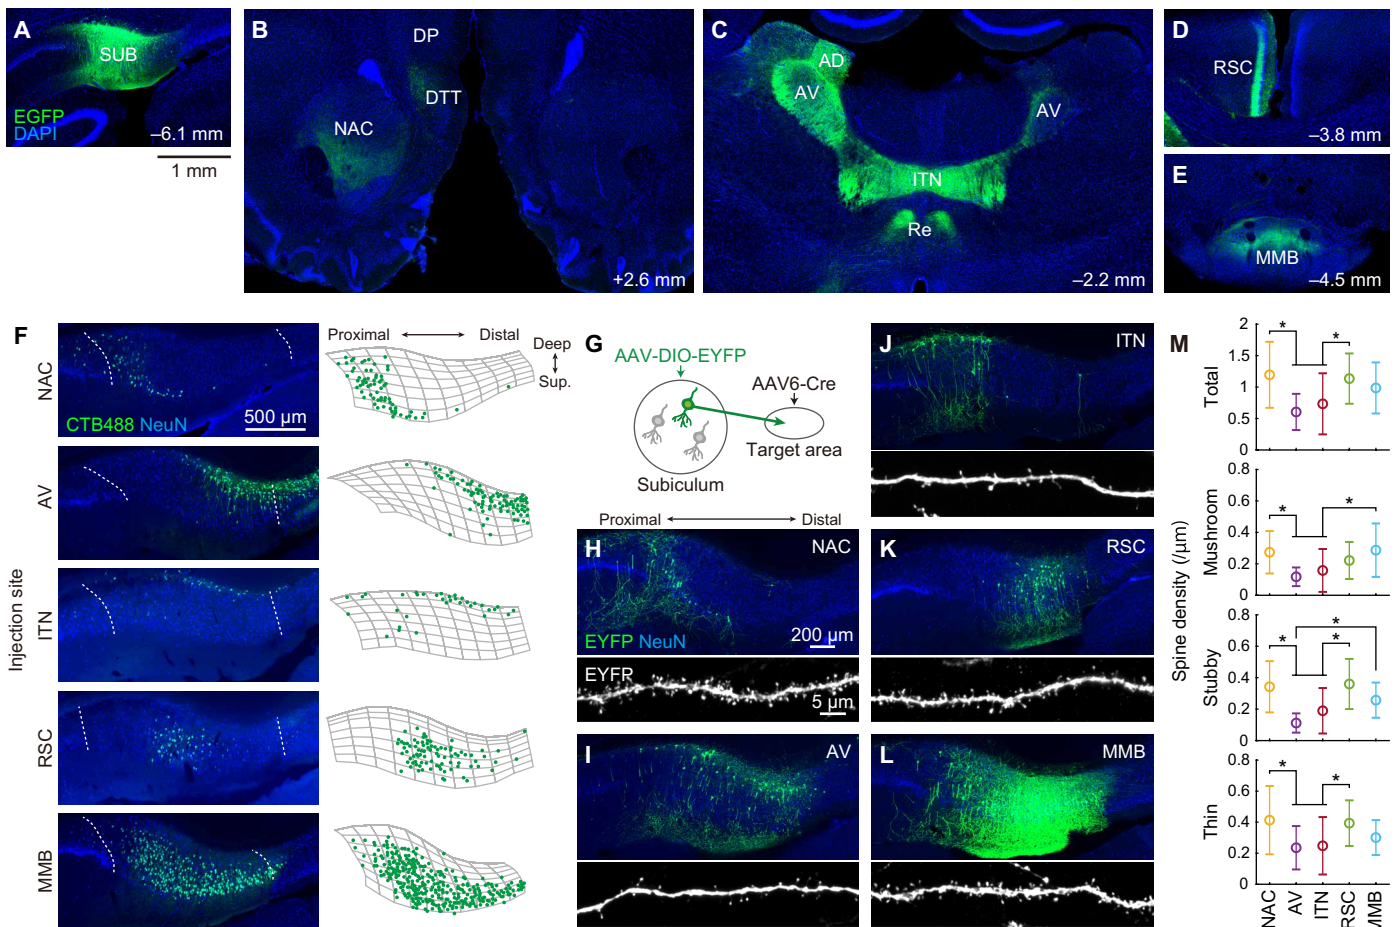 A
SUB
EGFP
DAPI
–6.1 mm
1 mm
B
DP
DTT
NAC
+2.6 mm
C
AD
AV
AV
ITN
Re
–2.2 mm
D
RSC
–3.8 mm
E
MMB
–4.5 mm
F
Injection site
NAC
CTB488 NeuN
500 µm
AV
ITN
RSC
MMB
Proximal
Distal
Deep
Sup.
G
AAV-DIO-EYFP
AAV6-Cre
Target area
Subiculum
Proximal
Distal
H
NAC
EYFP NeuN
200 µm
EYFP
5 µm
I
AV
J
ITN
K
RSC
L
MMB
M
Spine density (/µm)
Total
2
1.5
1
0.5
0
Mushroom
0.8
0.6
0.4
0.2
0
Stubby
0.8
0.6
0.4
0.2
0
Thin
0.8
0.6
0.4
0.2
0
*
*
*
*
*
*
*
*
*
NAC
AV
ITN
RSC
MMB